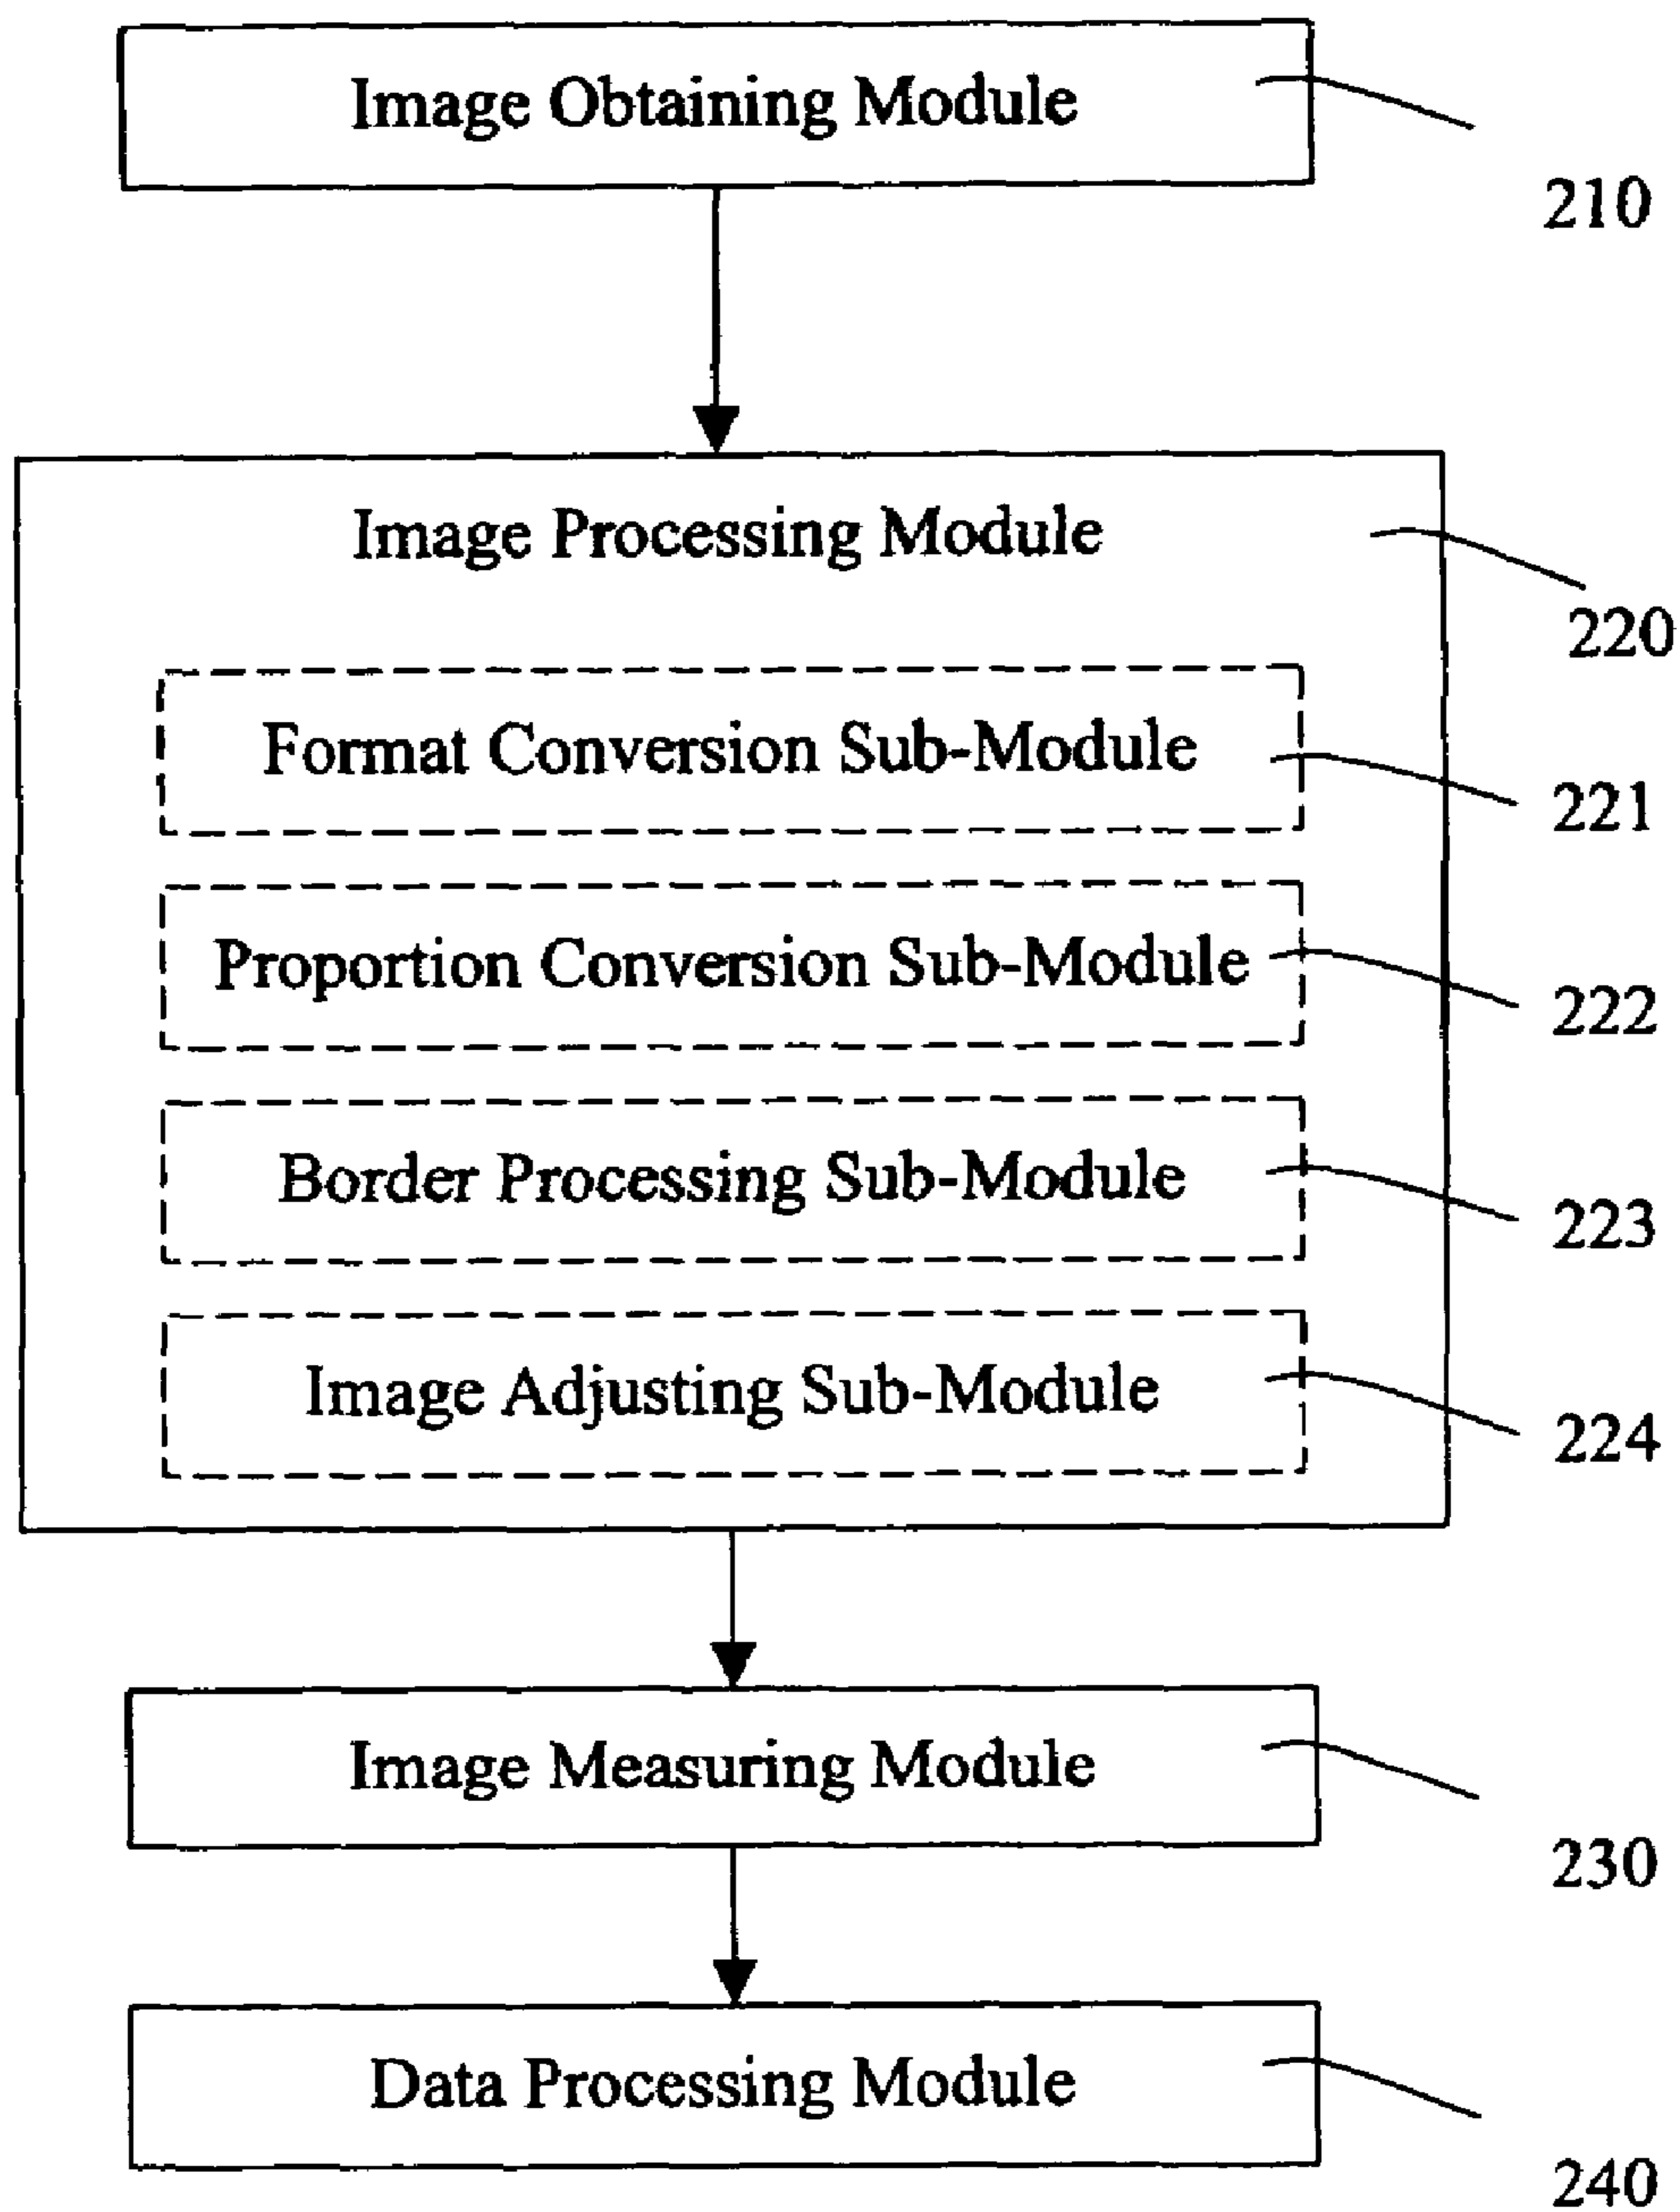 Image Obtaining Module
210
Image Processing Module
220
Format Conversion Sub-Module
221
Proportion Conversion Sub-Module
222
Border Processing Sub-Module
223
Image Adjusting Sub-Module
224
Image Measuring Module
230
Data Processing Module
240